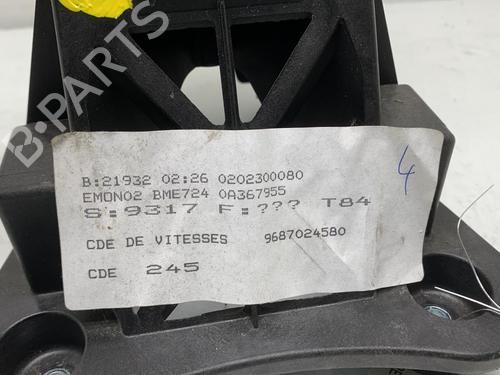 B:21932 02:26 0202300080
EMON02 BME724 0A367955
S:9317 F:??? T84
CDE DE VITESSES 9687024580
CDE 245
4
B-Parts